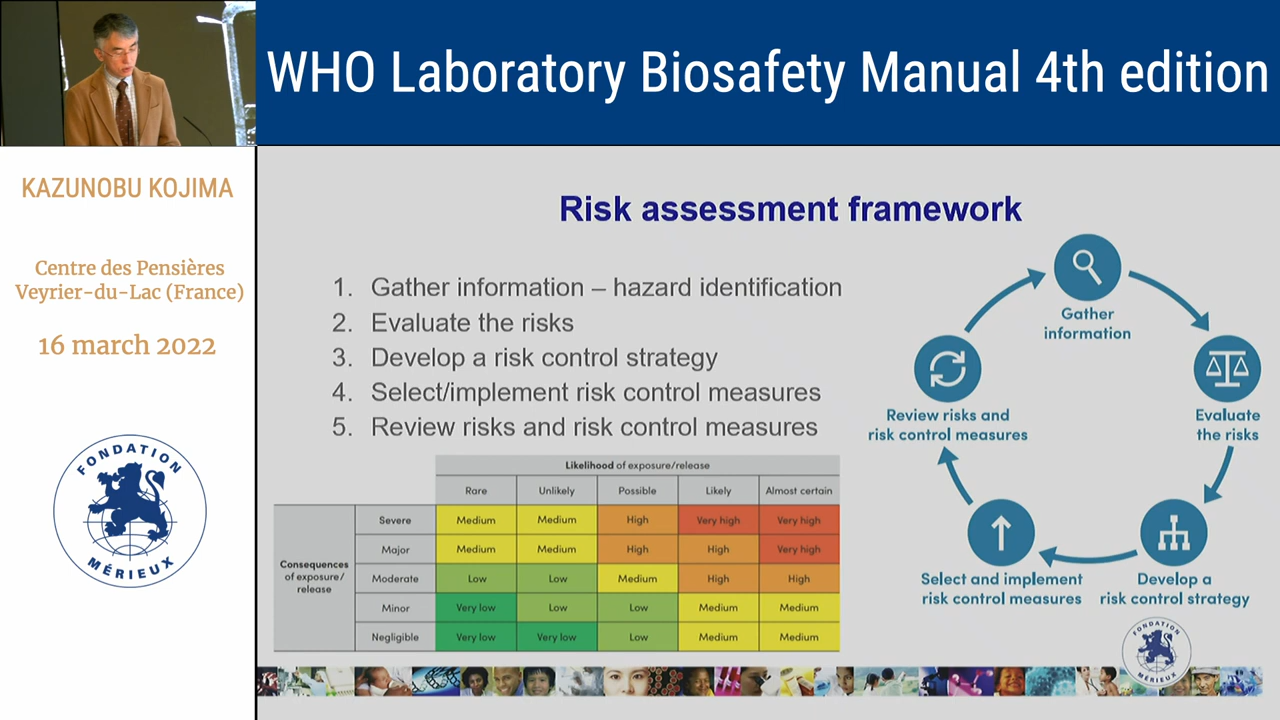 WHO Laboratory Biosafety Manual 4th edition
KAZUNOBU KOJIMA
Centre des Pensières
Veyrier-du-Lac (France)
16 march 2022
FONDATION
MÉRIEUX
Risk assessment framework
1. Gather information – hazard identification
2. Evaluate the risks
3. Develop a risk control strategy
4. Select/implement risk control measures
5. Review risks and risk control measures
Likelihood of exposure/release
Rare Unlikely Possible Likely Almost certain
Consequences
of exposure/
release
Severe Medium Medium High Very high Very high
Major Medium Medium High High Very high
Moderate Low Low Medium High High
Minor Very low Low Low Medium Medium
Negligible Very low Very low Low Medium Medium
Gather
information
Evaluate
the risks
Develop a
risk control strategy
Select and implement
risk control measures
Review risks and
risk control measures
FONDATION
MÉRIEUX